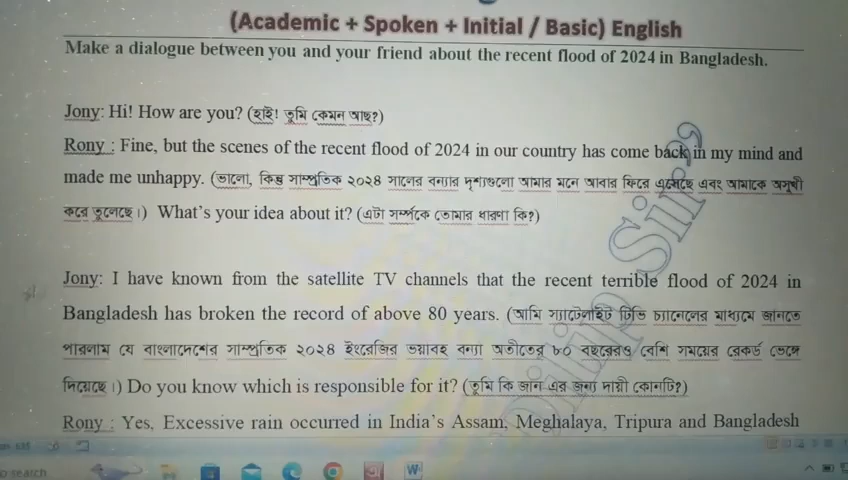 (Academic + Spoken + Initial / Basic) English
Make a dialogue between you and your friend about the recent flood of 2024 in Bangladesh.
Jony: Hi! How are you? (হাই! তুমি কেমন আছ?)
Rony : Fine, but the scenes of the recent flood of 2024 in our country has come back in my mind and
made me unhappy. (ভালো, কিন্তু সাম্প্রতিক ২০২৪ সালের বন্যার দৃশ্যগুলো আমার মনে আবার ফিরে এসেছে এবং আমাকে অসুখী
করে তুলেছে।) What's your idea about it? (এটা সর্ম্পকে তোমার ধারণা কি?)
Jony: I have known from the satellite TV channels that the recent terrible flood of 2024 in
Bangladesh has broken the record of above 80 years. (আমি স্যাটেলাইট টিভি চ্যানেলের মাধ্যমে জানতে
পারলাম যে বাংলাদেশের সাম্প্রতিক ২০২৪ ইংরেজির ভয়াবহ বন্যা অতীতের ৮০ বছরেরও বেশি সময়ের রেকর্ড ভেঙ্গে
দিয়েছে।) Do you know which is responsible for it? (তুমি কি জান এর জন্য দায়ী কোনটি?)
Rony : Yes, Excessive rain occurred in India's Assam, Meghalaya, Tripura and Bangladesh
Dilip Sir
search